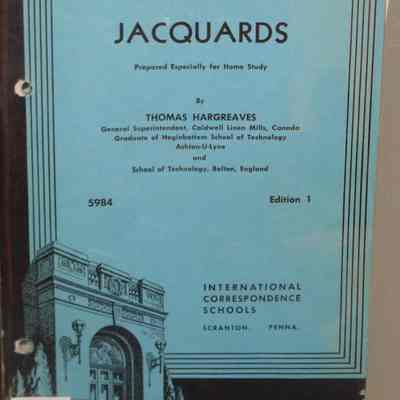 JACQUARDS
Prepared Especially for Home Study
By
THOMAS HARGREAVES
General Superintendent, Caldwell Linen Mills, Canada
Graduate of Heginbottom School of Technology
Ashton-U-Lyne
and
School of Technology, Bolton, England
5984 Edition 1
INTERNATIONAL
CORRESPONDENCE
SCHOOLS
SCRANTON, PENNA.